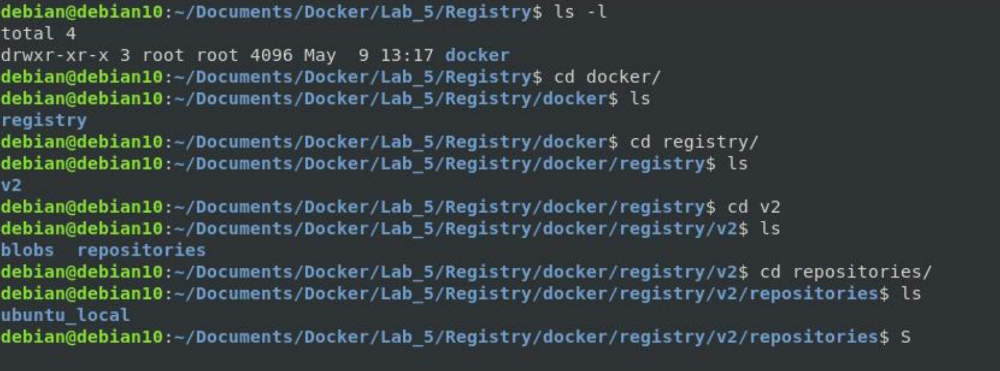 debian@debian10:~/Documents/Docker/Lab_5/Registry$ ls -l
total 4
drwxr-xr-x 3 root root 4096 May  9 13:17 docker
debian@debian10:~/Documents/Docker/Lab_5/Registry$ cd docker/
debian@debian10:~/Documents/Docker/Lab_5/Registry/docker$ ls
registry
debian@debian10:~/Documents/Docker/Lab_5/Registry/docker$ cd registry/
debian@debian10:~/Documents/Docker/Lab_5/Registry/docker/registry$ ls
v2
debian@debian10:~/Documents/Docker/Lab_5/Registry/docker/registry$ cd v2
debian@debian10:~/Documents/Docker/Lab_5/Registry/docker/registry/v2$ ls
blobs  repositories
debian@debian10:~/Documents/Docker/Lab_5/Registry/docker/registry/v2$ cd repositories/
debian@debian10:~/Documents/Docker/Lab_5/Registry/docker/registry/v2/repositories$ ls
ubuntu_local
debian@debian10:~/Documents/Docker/Lab_5/Registry/docker/registry/v2/repositories$ S